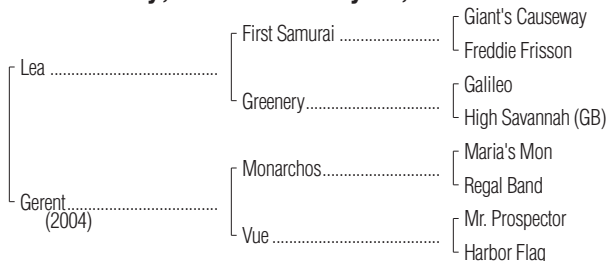 Giant's Causeway
First Samurai ....................
Freddie Frisson
Lea ..................................
Galileo
Greenery..........................
High Savannah (GB)
Maria's Mon
Monarchos.......................
Regal Band
Gerent..............................
(2004)
Mr. Prospector
Vue .................................
Harbor Flag